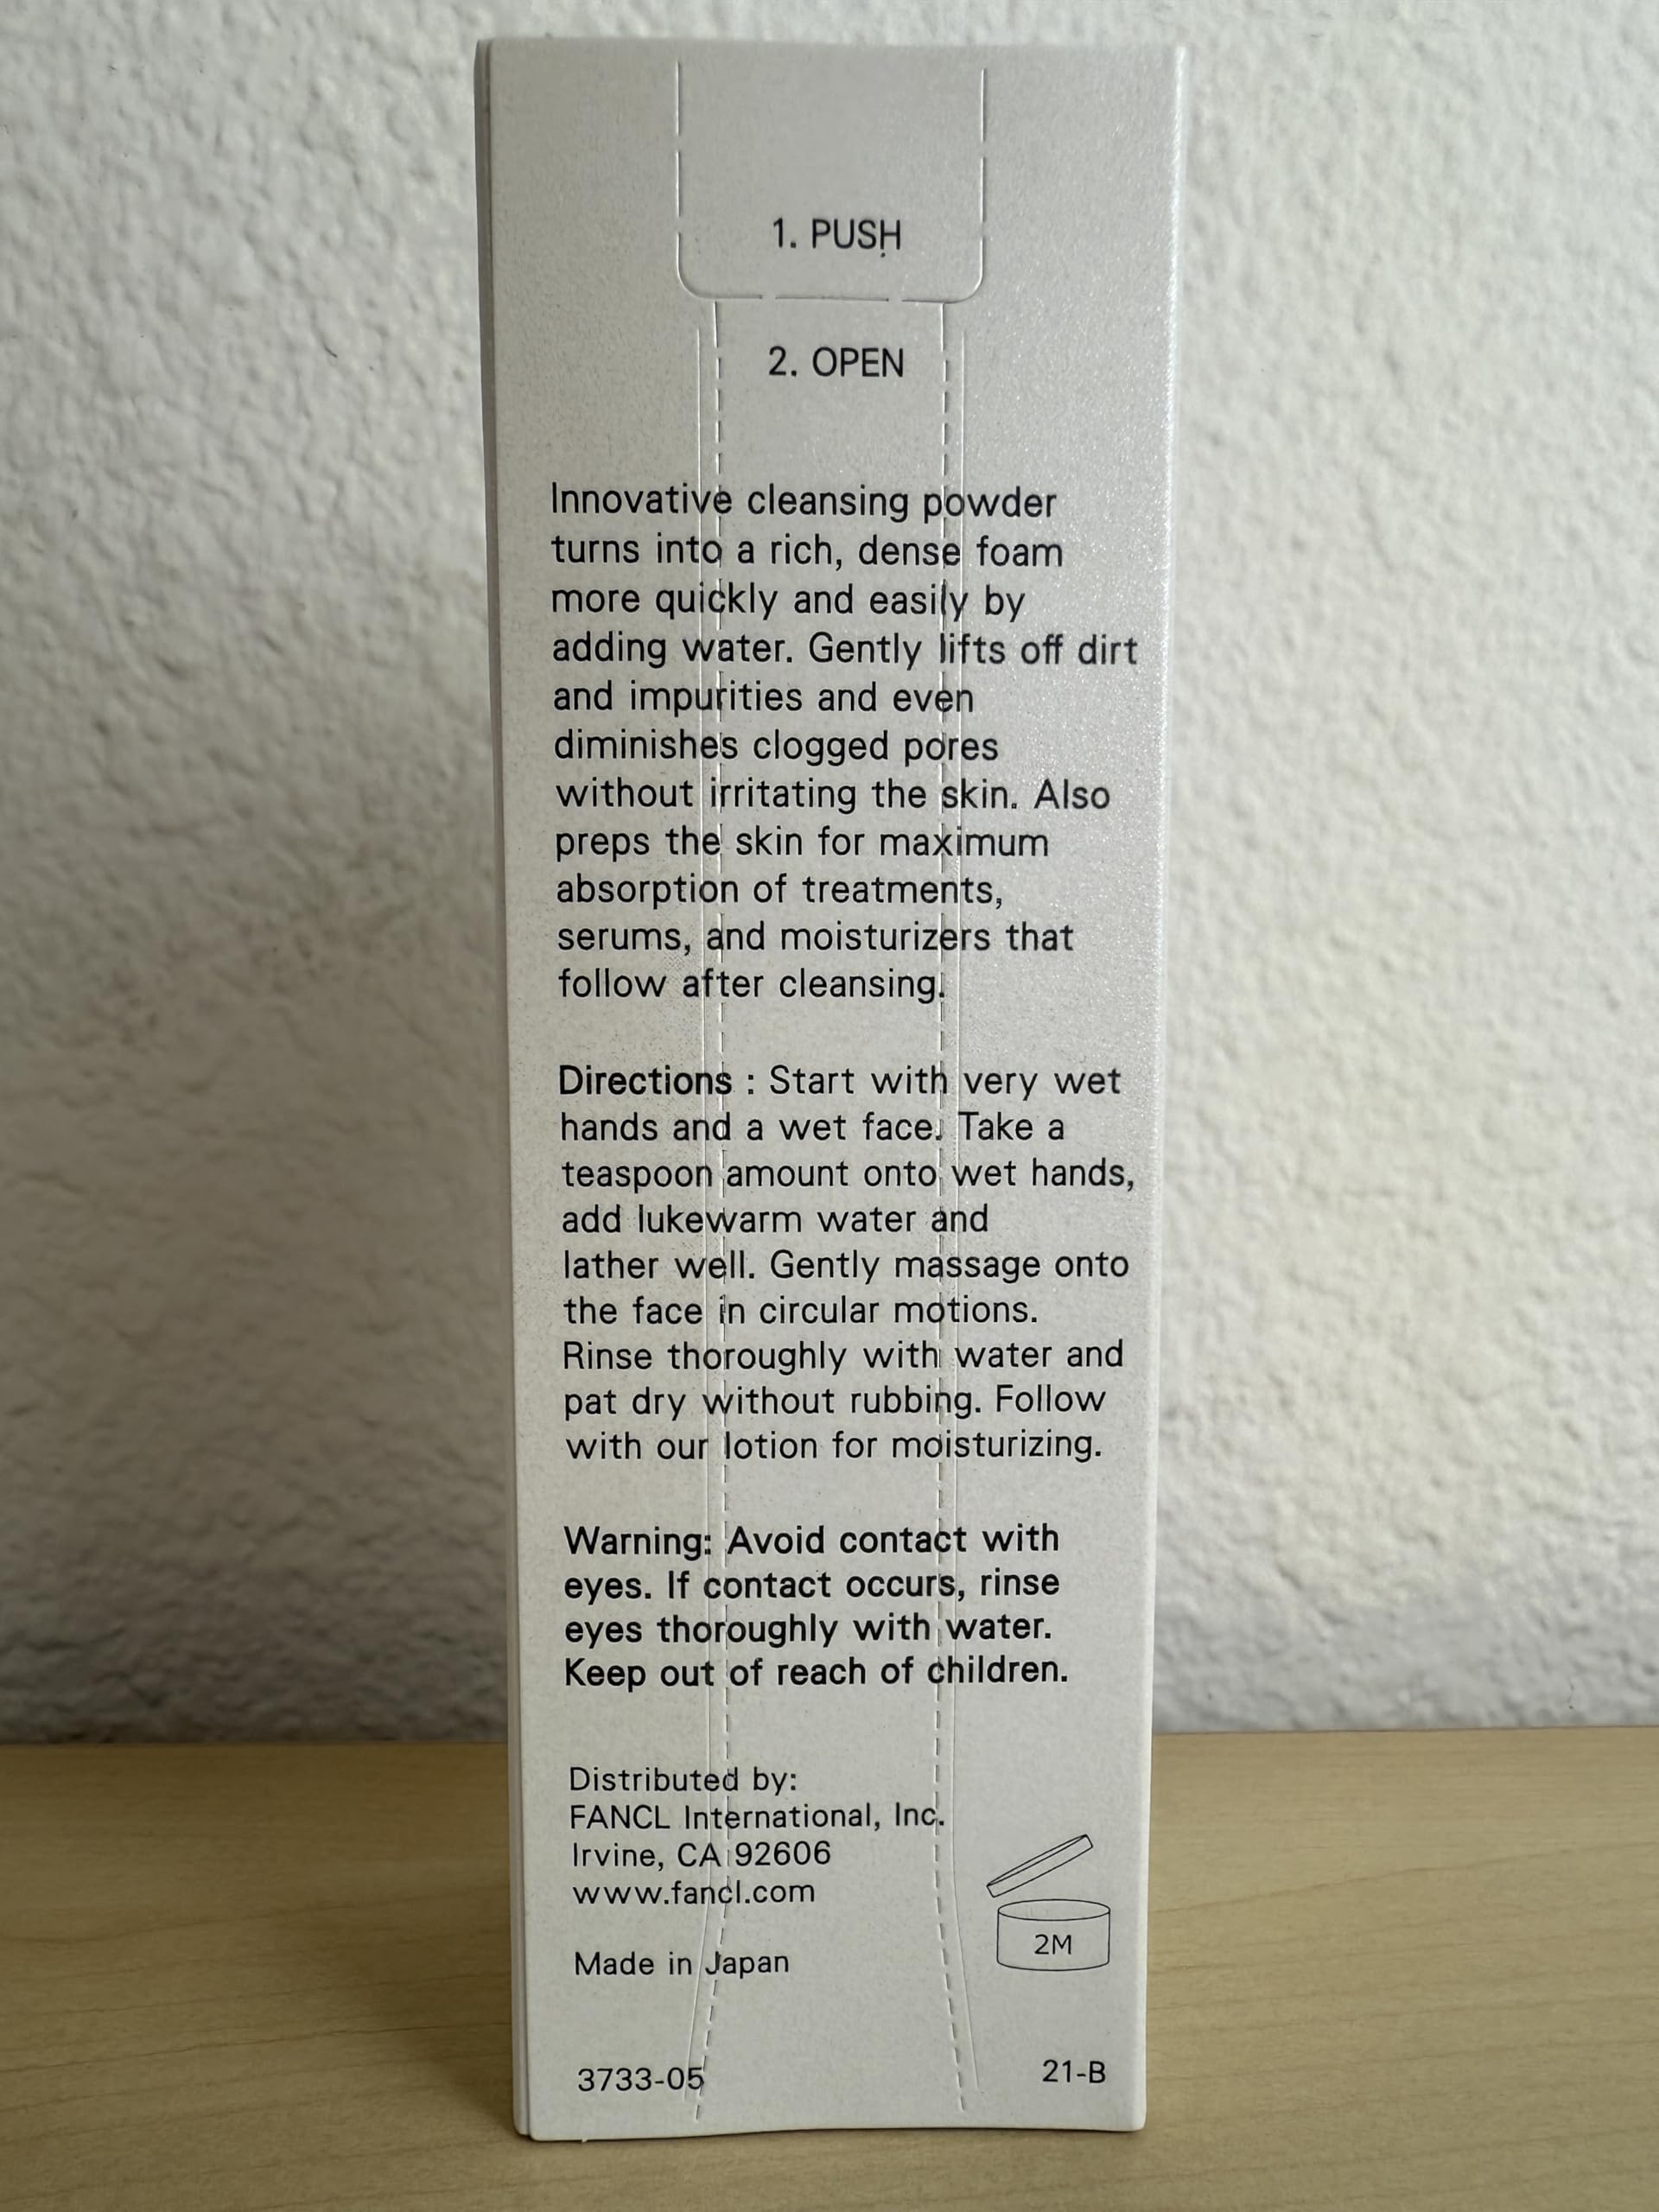 1. PUSH
2. OPEN
Innovative cleansing powder
turns into a rich, dense foam
more quickly and easily by
adding water. Gently lifts off dirt
and impurities and even
diminishes clogged pores
without irritating the skin. Also
preps the skin for maximum
absorption of treatments,
serums, and moisturizers that
follow after cleansing.
Directions : Start with very wet
hands and a wet face. Take a
teaspoon amount onto wet hands,
add lukewarm water and
lather well. Gently massage onto
the face in circular motions.
Rinse thoroughly with water and
pat dry without rubbing. Follow
with our lotion for moisturizing.
Warning: Avoid contact with
eyes. If contact occurs, rinse
eyes thoroughly with water.
Keep out of reach of children.
Distributed by:
FANCL International, Inc.
Irvine, CA 92606
www.fancl.com
2M
Made in Japan
3733-05 21-B